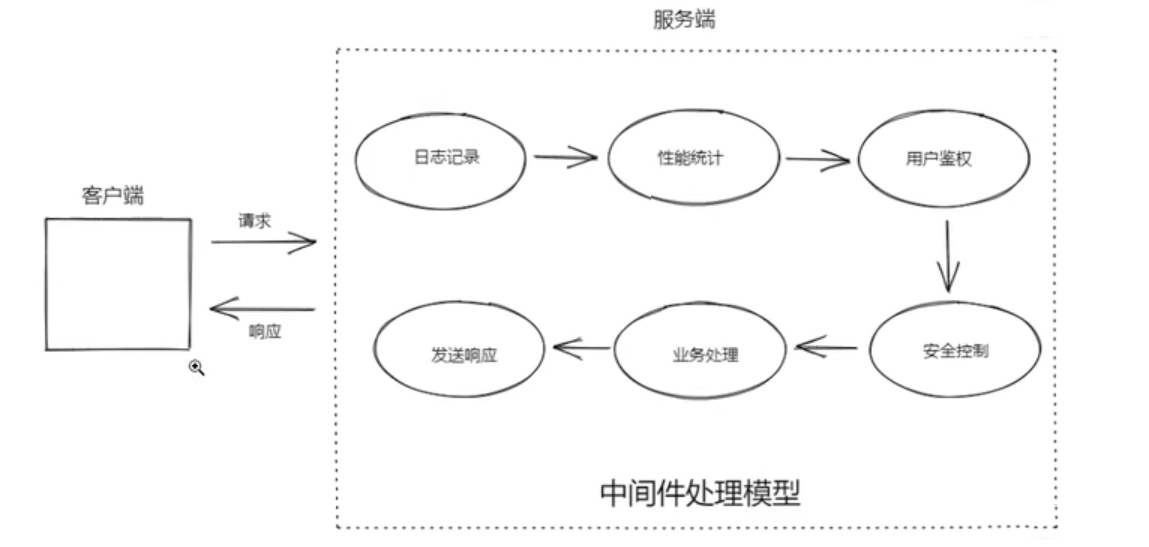 服务端
日志记录
性能统计
用户鉴权
客户端
请求
响应
发送响应
业务处理
安全控制
中间件处理模型